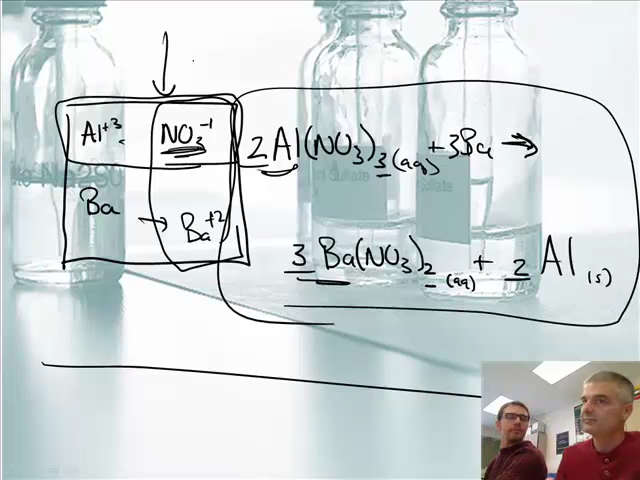 Al+3 NO3-1
Ba → Ba+2
2Al(NO3)3(aq) + 3Ba →
3Ba(NO3)2(aq) + 2Al(s)